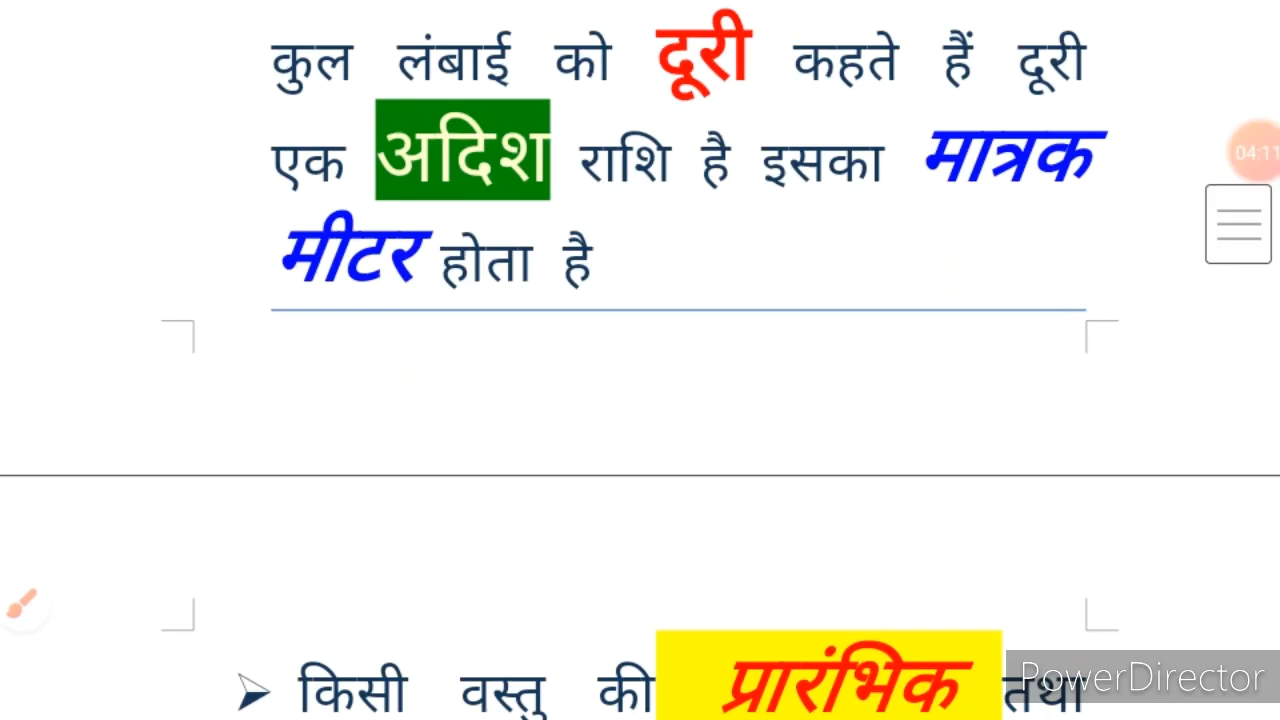 कुल लंबाई को दूरी कहते हैं दूरी
एक अदिश राशि है इसका मात्रक
04:11
मीटर होता है
➢ किसी वस्तु की प्रारंभिक तथा
PowerDirector